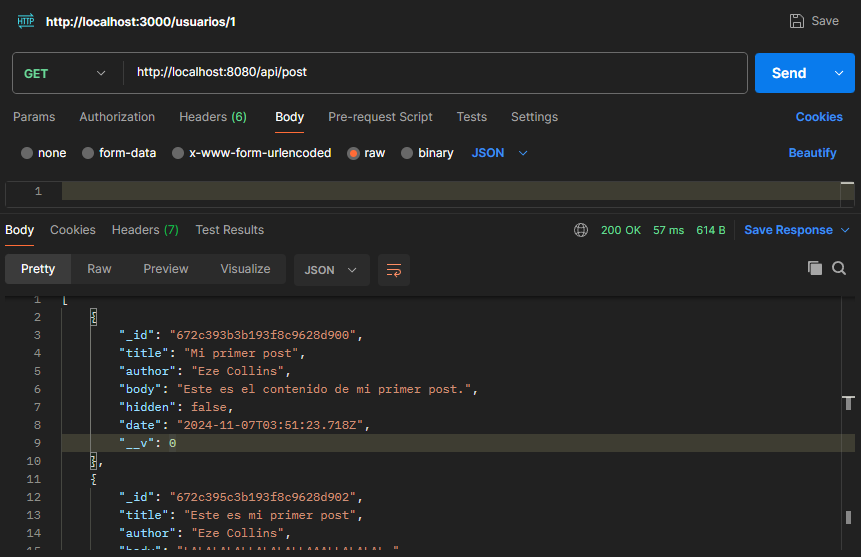 HTTP http://localhost:3000/usuarios/1 Save
GET http://localhost:8080/api/post Send
Params Authorization Headers (6) Body Pre-request Script Tests Settings Cookies
none form-data x-www-form-urlencoded raw binary JSON Beautify
1
Body Cookies Headers (7) Test Results 200 OK 57 ms 614 B Save Response
Pretty Raw Preview Visualize JSON
1 [
2 {
3 "_id": "672c393b3b193f8c9628d900",
4 "title": "Mi primer post",
5 "author": "Eze Collins",
6 "body": "Este es el contenido de mi primer post.",
7 "hidden": false,
8 "date": "2024-11-07T03:51:23.718Z",
9 "__v": 0
10 },
11 {
12 "_id": "672c395c3b193f8c9628d902",
13 "title": "Este es mi primer post",
14 "author": "Eze Collins",
15 "body":